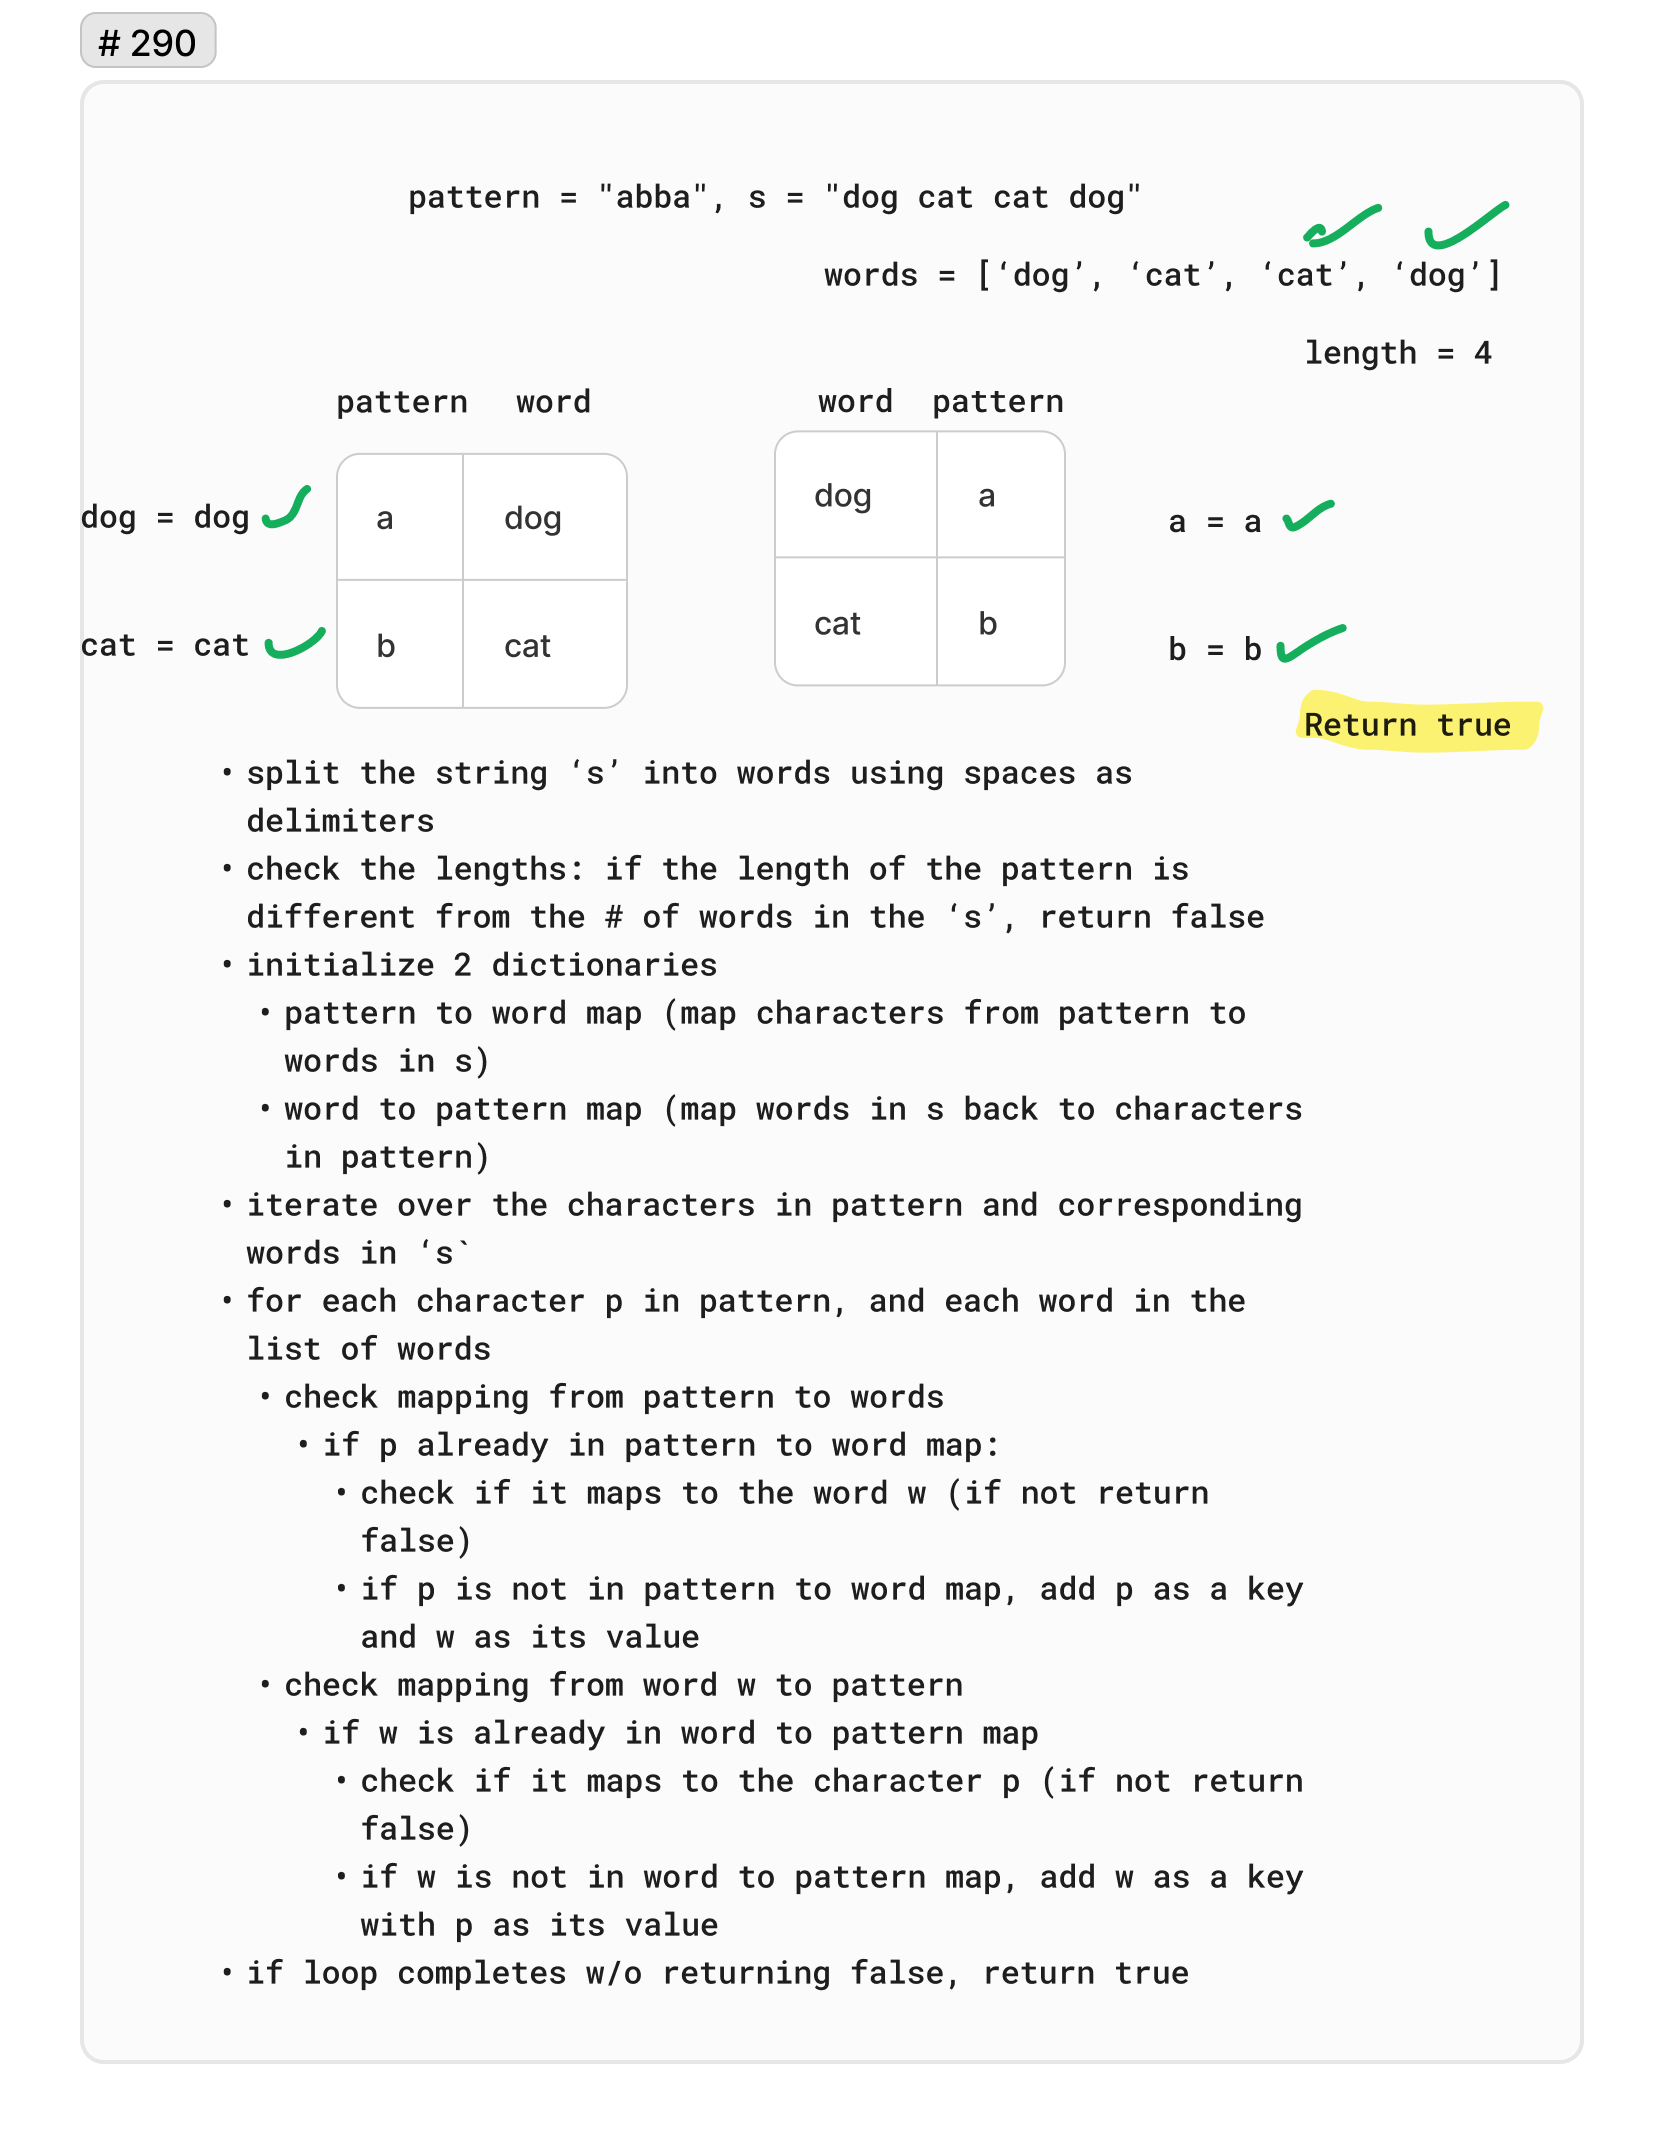 # 290
pattern = "abba", s = "dog cat cat dog"
words = [‘dog’, ‘cat’, ‘cat’, ‘dog’]
length = 4
pattern word
word pattern
dog = dog
a dog
dog a
a = a
cat = cat
b cat
cat b
b = b
Return true
• split the string ‘s’ into words using spaces as
delimiters
• check the lengths: if the length of the pattern is
different from the # of words in the ‘s’, return false
• initialize 2 dictionaries
• pattern to word map (map characters from pattern to
words in s)
• word to pattern map (map words in s back to characters
in pattern)
• iterate over the characters in pattern and corresponding
words in ‘s`
• for each character p in pattern, and each word in the
list of words
• check mapping from pattern to words
• if p already in pattern to word map:
• check if it maps to the word w (if not return
false)
• if p is not in pattern to word map, add p as a key
and w as its value
• check mapping from word w to pattern
• if w is already in word to pattern map
• check if it maps to the character p (if not return
false)
• if w is not in word to pattern map, add w as a key
with p as its value
• if loop completes w/o returning false, return true